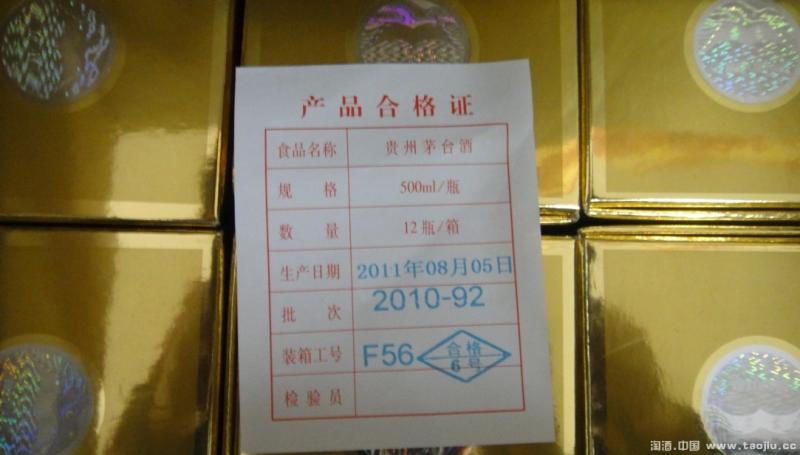 产品合格证
食品名称 贵州茅台酒
规格 500ml/瓶
数量 12瓶/箱
生产日期 2011年08月05日
批次 2010-92
装箱工号 F56 合格
6号
检验员
淘酒.中国 www.taojiu.cc